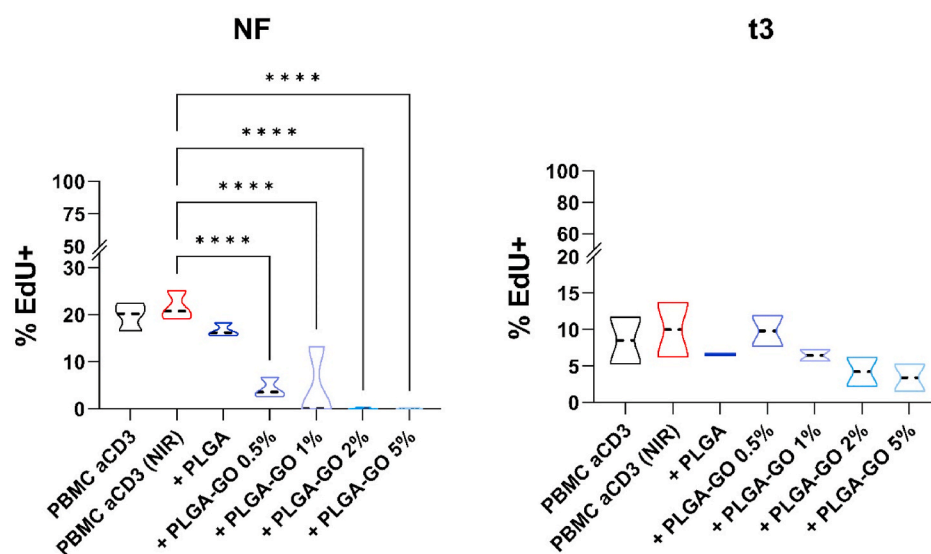 NF
% EdU+
100
75
50
30
20
10
0
* * * *
* * * *
* * * *
* * * *
PBMC aCD3
PBMC aCD3 (NIR)
+ PLGA
+ PLGA-GO 0.5%
+ PLGA-GO 1%
+ PLGA-GO 2%
+ PLGA-GO 5%
t3
% EdU+
100
80
60
20
15
10
5
0
PBMC aCD3
PBMC aCD3 (NIR)
+ PLGA
+ PLGA-GO 0.5%
+ PLGA-GO 1%
+ PLGA-GO 2%
+ PLGA-GO 5%